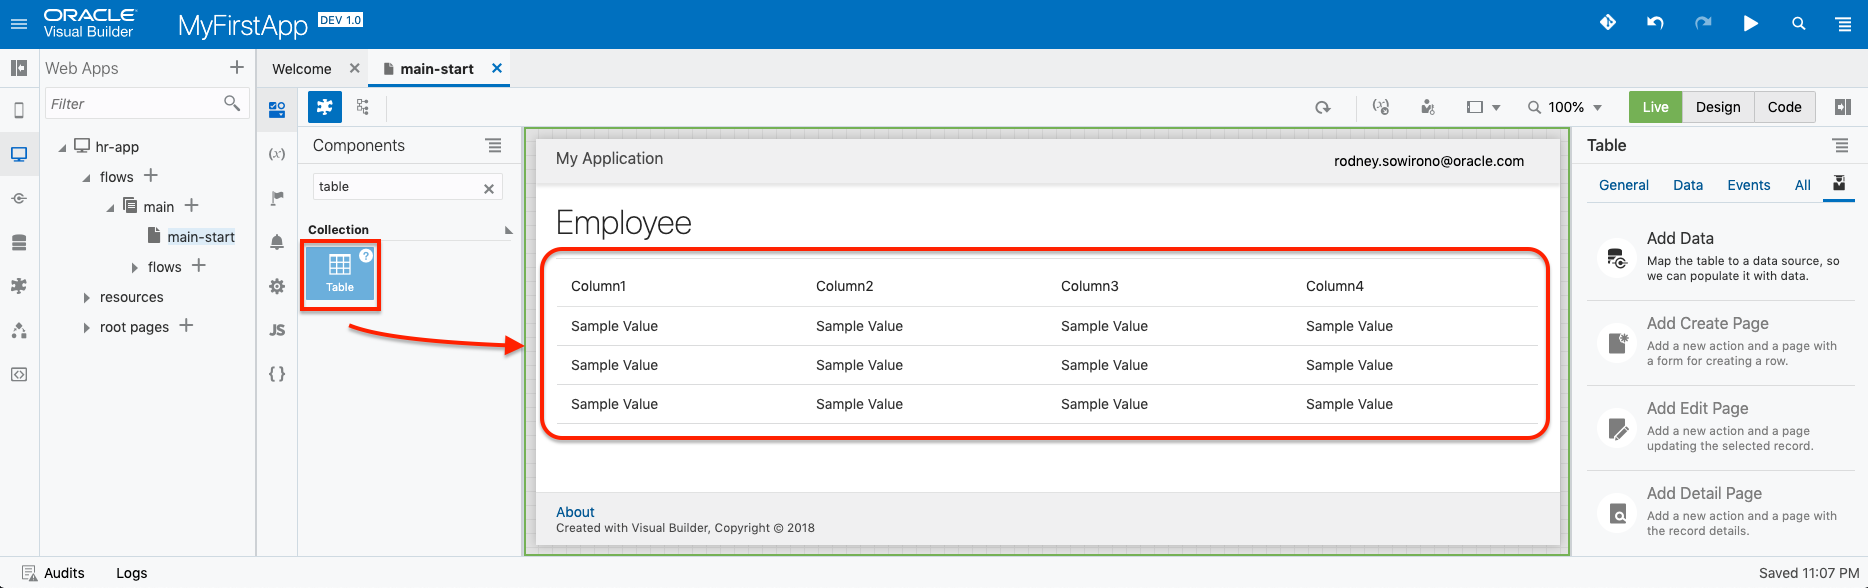 ORACLE
Visual Builder
MyFirstApp DEV 1.0
Web Apps
Welcome
main-start
Filter
100%
Live Design Code
hr-app
flows
main
main-start
flows
resources
root pages
(x)
JS
{ }
Components
table
Collection
?
Table
My Application
rodney.sowirono@oracle.com
Employee
Column1 Column2 Column3 Column4
Sample Value Sample Value Sample Value Sample Value
Sample Value Sample Value Sample Value Sample Value
Sample Value Sample Value Sample Value Sample Value
About
Created with Visual Builder, Copyright © 2018
Table
General Data Events All
Add Data
Map the table to a data source, so
we can populate it with data.
Add Create Page
Add a new action and a page with
a form for creating a row.
Add Edit Page
Add a new action and a page
updating the selected record.
Add Detail Page
Add a new action and a page with
the record details.
Audits Logs
Saved 11:07 PM